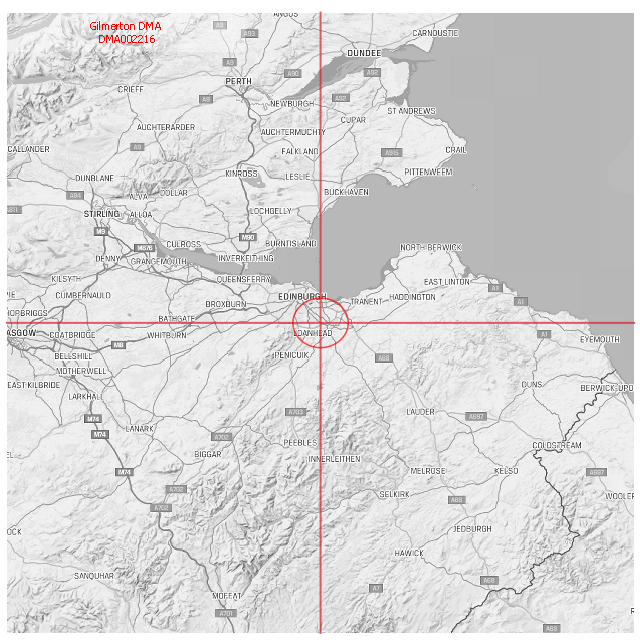 Gilmerton DMA
DMA002216
ANGUS
CARNOUSTIE
A9
A93
DUNDEE
A9
A90
A92
PERTH
CRIEFF
A9
NEWBURGH
A92
ST ANDREWS
AUCHTERARDER
AUCHTERMUCHTY
CUPAR
CALLANDER
A9
FALKLAND
A915
CRAIL
DUNBLANE
KINROSS
LESLIE
PITTENWEEM
A84
ALVA
DOLLAR
BUCKHAVEN
A811
STIRLING
ALLOA
LOCHGELLY
M9
M90
M876
CULROSS
BURNTISLAND
NORTH BERWICK
DENNY
GRANGEMOUTH
INVERKEITHING
KILSYTH
QUEENSFERRY
EAST LINTON
A1
PIE
CUMBERNAULD
BROXBURN
EDINBURGH
TRANENT
HADDINGTON
A1
HOPBRIGGS
BATHGATE
ASGOW
COATBRIDGE
M8
WHITBURN
LOANHEAD
A1
EYEMOUTH
BELLSHILL
PENICUIK
A68
MOTHERWELL
EAST KILBRIDE
DUNS
BERWICK-UPO
LARKHALL
A703
LAUDER
A697
M74
M74
LANARK
A702
PEEBLES
COLDSTREAM
EL
BIGGAR
INNERLEITHEN
M74
MELROSE
KELSO
A697
A702
SELKIRK
A68
WOOLER
A702
OCK
JEDBURGH
HAWICK
SANQUHAR
A7
A68
MOFFAT
A701
A68
R